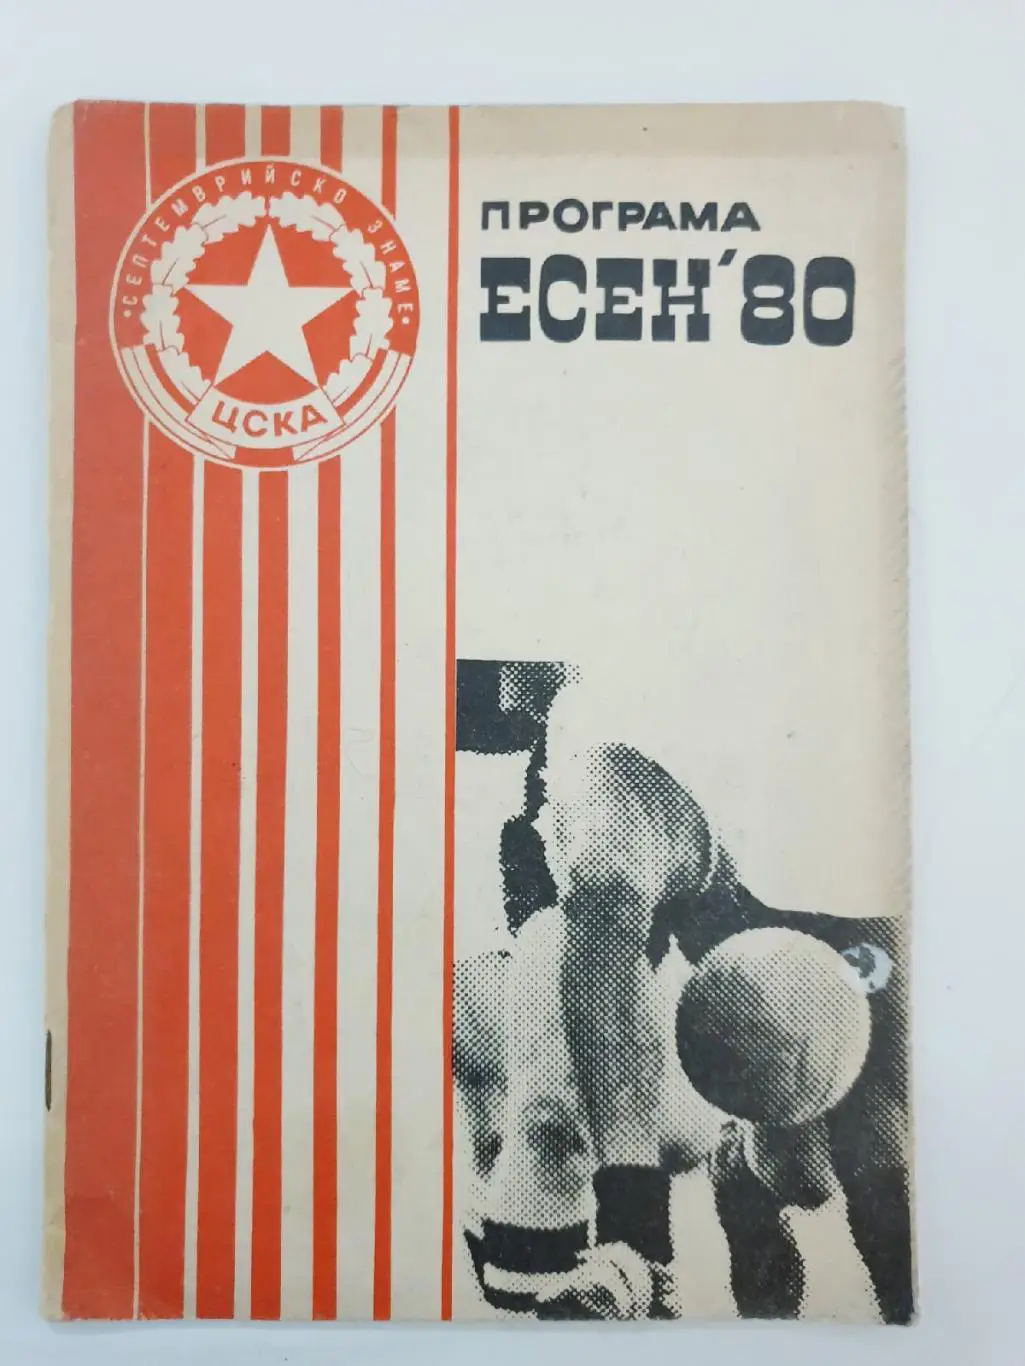 •СЕПТЕМВРИЙСКО ЗНАМЕ•
ЦСКА
ПРОГРАМА
ЕСЕН'80